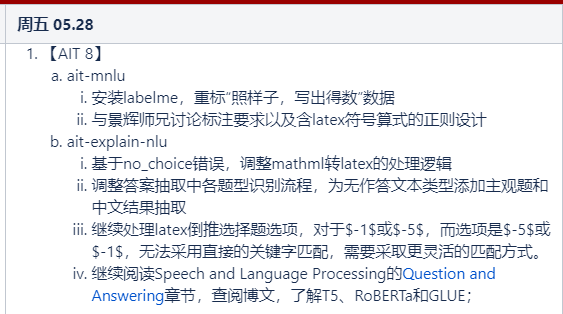 周五 05.28
1. 【AIT 8】
a. ait-mnlu
i. 安装labelme，重标“照样子，写出得数”数据
ii. 与景辉师兄讨论标注要求以及含latex符号算式的正则设计
b. ait-explain-nlu
i. 基于no_choice错误，调整mathml转latex的处理逻辑
ii. 调整答案抽取中各题型识别流程，为无作答文本类型添加主观题和
中文结果抽取
iii. 继续处理latex倒推选择题选项，对于$-1$或$-5$，而选项是$-5$或
$-1$，无法采用直接的关键字匹配，需要采取更灵活的匹配方式。
iv. 继续阅读Speech and Language Processing的Question and
Answering章节，查阅博文，了解T5、RoBERTa和GLUE；